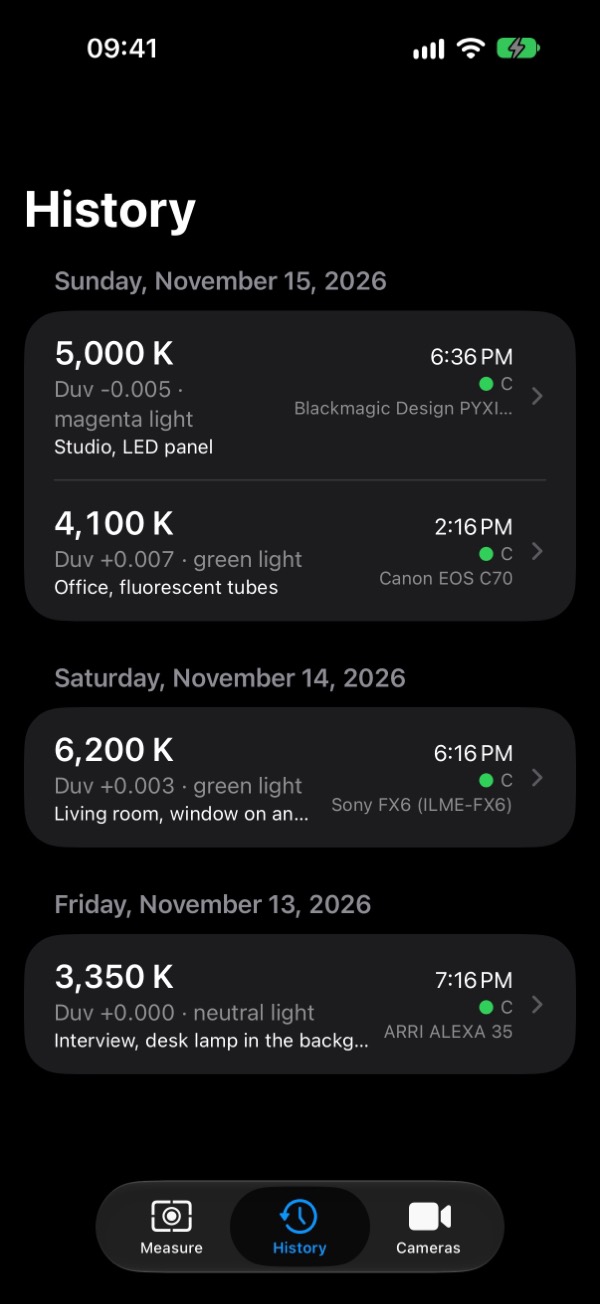 09:41
History
Sunday, November 15, 2026
5,000 K
6:36 PM
Duv -0.005 ·
magenta light
C
Blackmagic Design PYXI...
Studio, LED panel
4,100 K
2:16 PM
Duv +0.007 · green light
C
Canon EOS C70
Office, fluorescent tubes
Saturday, November 14, 2026
6,200 K
6:16 PM
Duv +0.003 · green light
C
Living room, window on an...
Sony FX6 (ILME-FX6)
Friday, November 13, 2026
3,350 K
7:16 PM
Duv +0.000 · neutral light
C
Interview, desk lamp in the backg...
ARRI ALEXA 35
Measure
History
Cameras